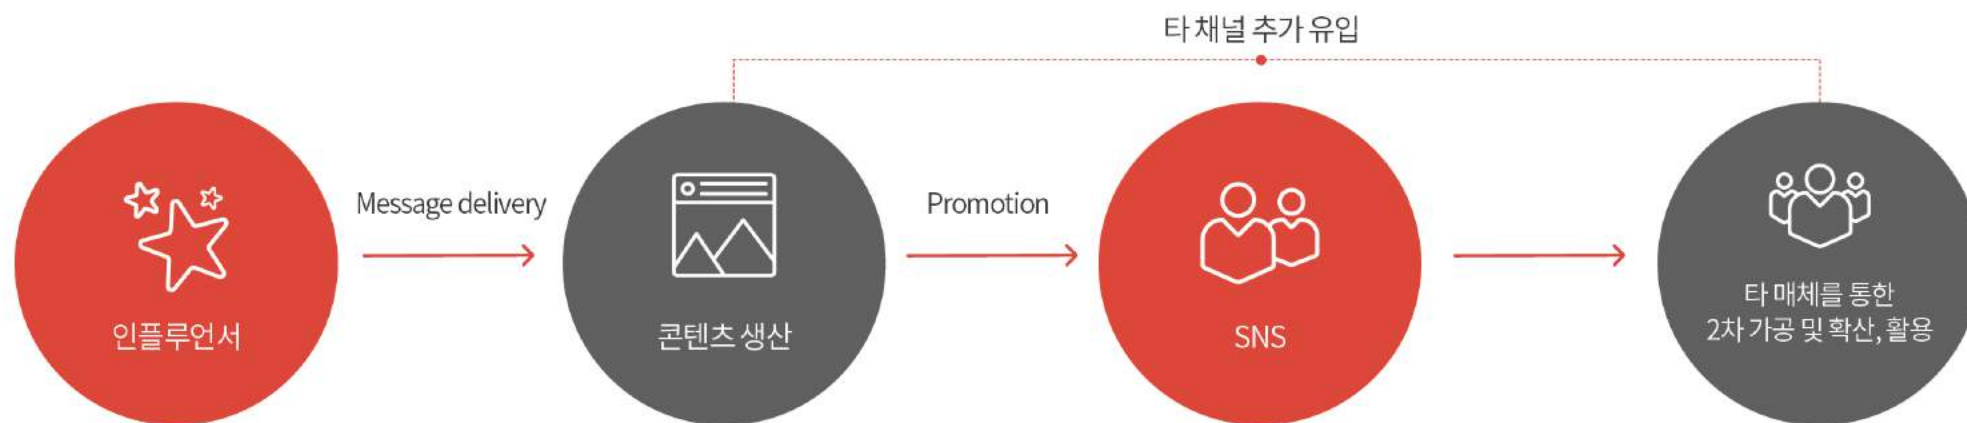 타 채널 추가 유입
Message delivery
Promotion
인플루언서
콘텐츠 생산
SNS
타 매체를 통한
2차 가공 및 확산, 활용